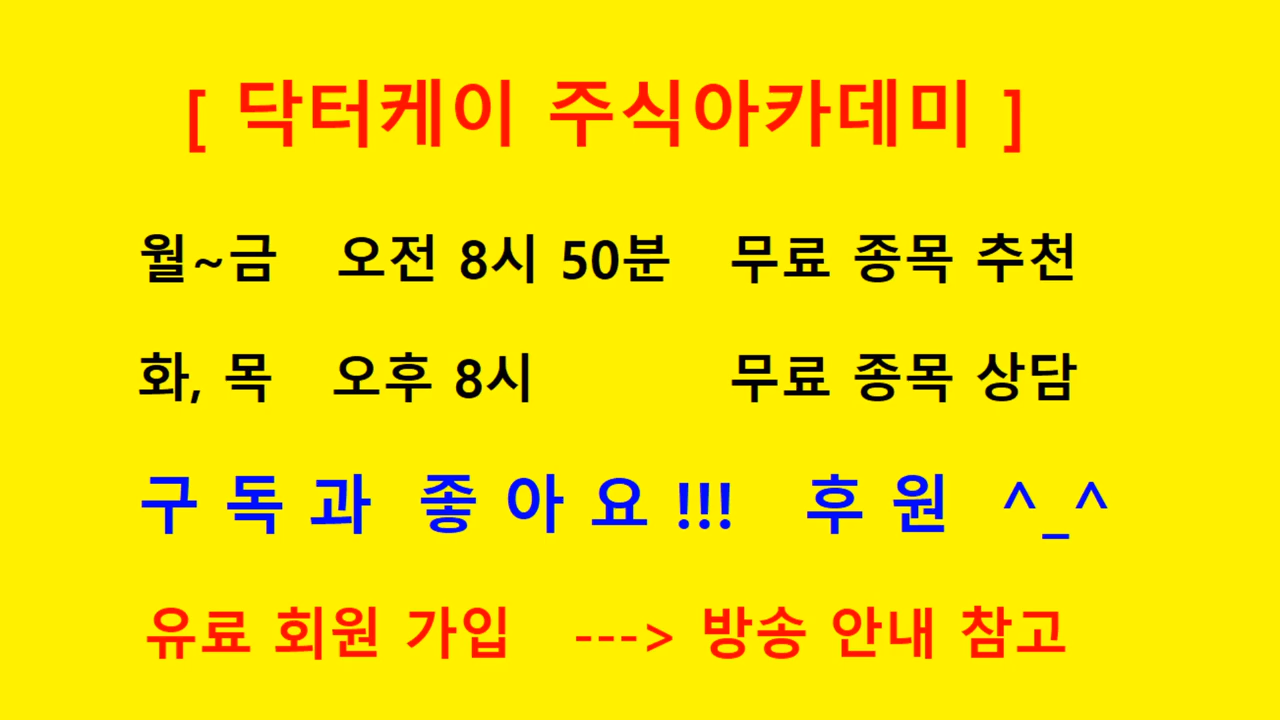 [ 닥터케이 주식아카데미 ]
월~금 오전 8시 50분 무료 종목 추천
화, 목 오후 8시 무료 종목 상담
구 독 과 좋 아 요 !!! 후 원 ^_^
유료 회원 가입 ---> 방송 안내 참고